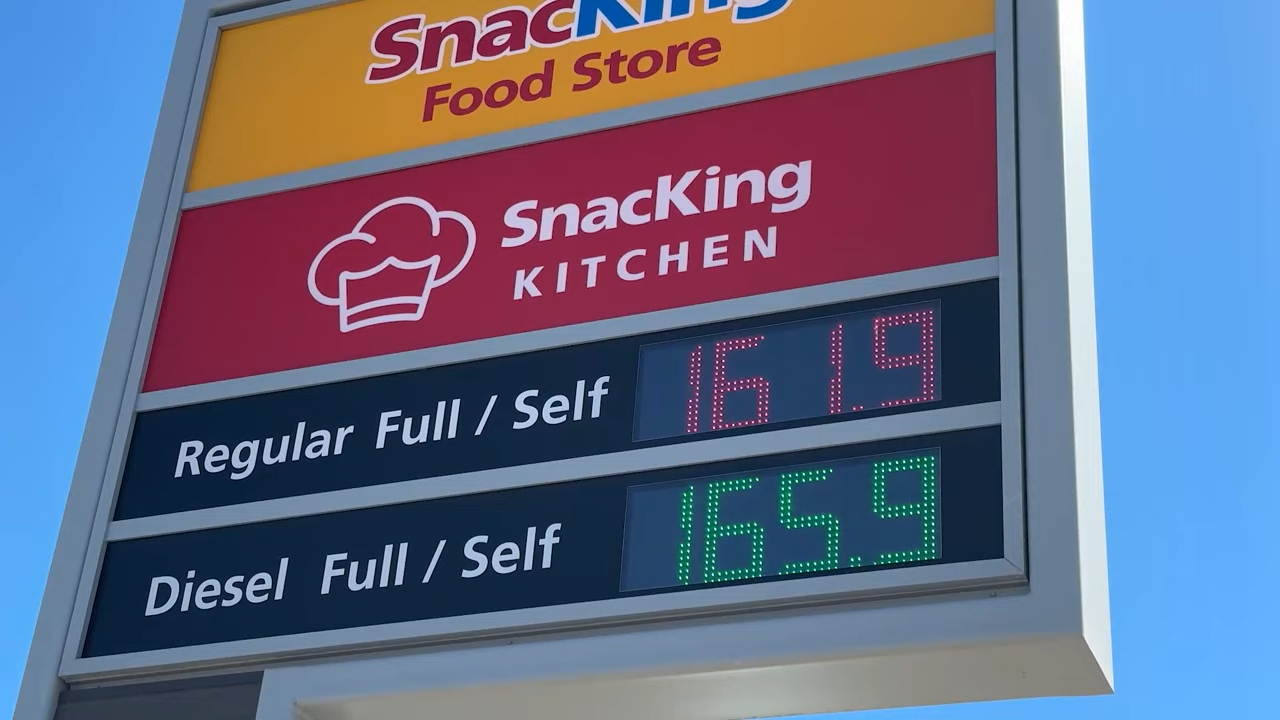 SnacKing
Food Store
SnacKing
KITCHEN
Regular Full / Self 161.9
Diesel Full / Self 165.9